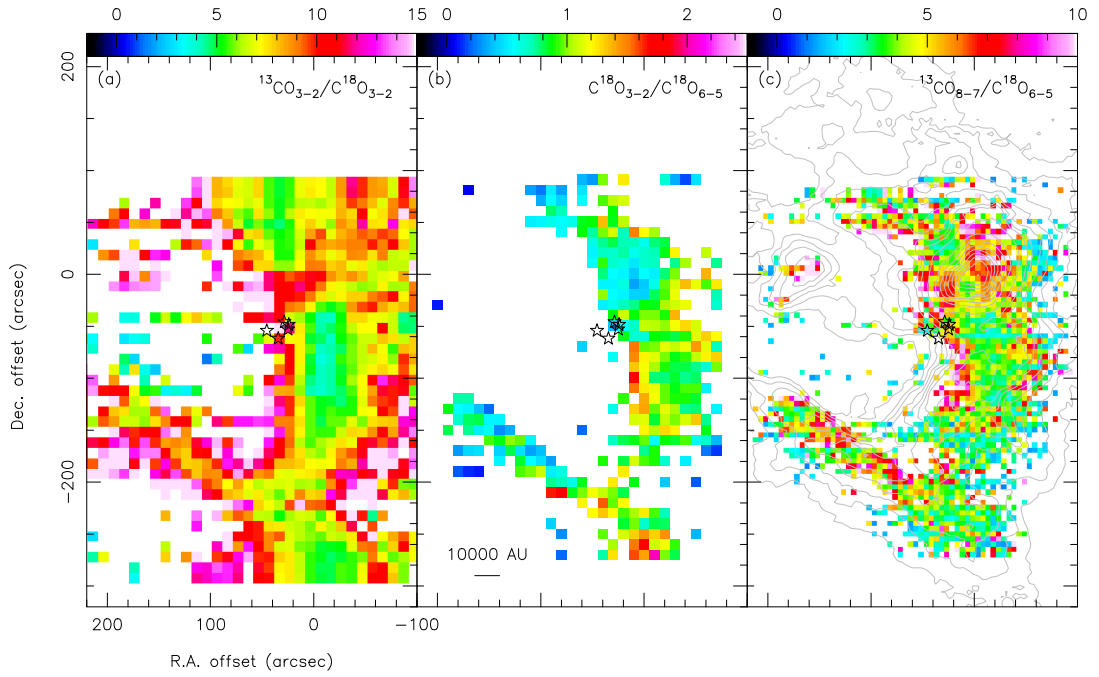 0 5 10 15 0 1 2 0 5 10
(a) ¹³CO₃₋₂/C¹⁸O₃₋₂ (b) C¹⁸O₃₋₂/C¹⁸O₆₋₅ (c) ¹³CO₈₋₇/C¹⁸O₆₋₅
200
0
−200
Dec. offset (arcsec)
10000 AU
200 100 0 −100
R.A. offset (arcsec)